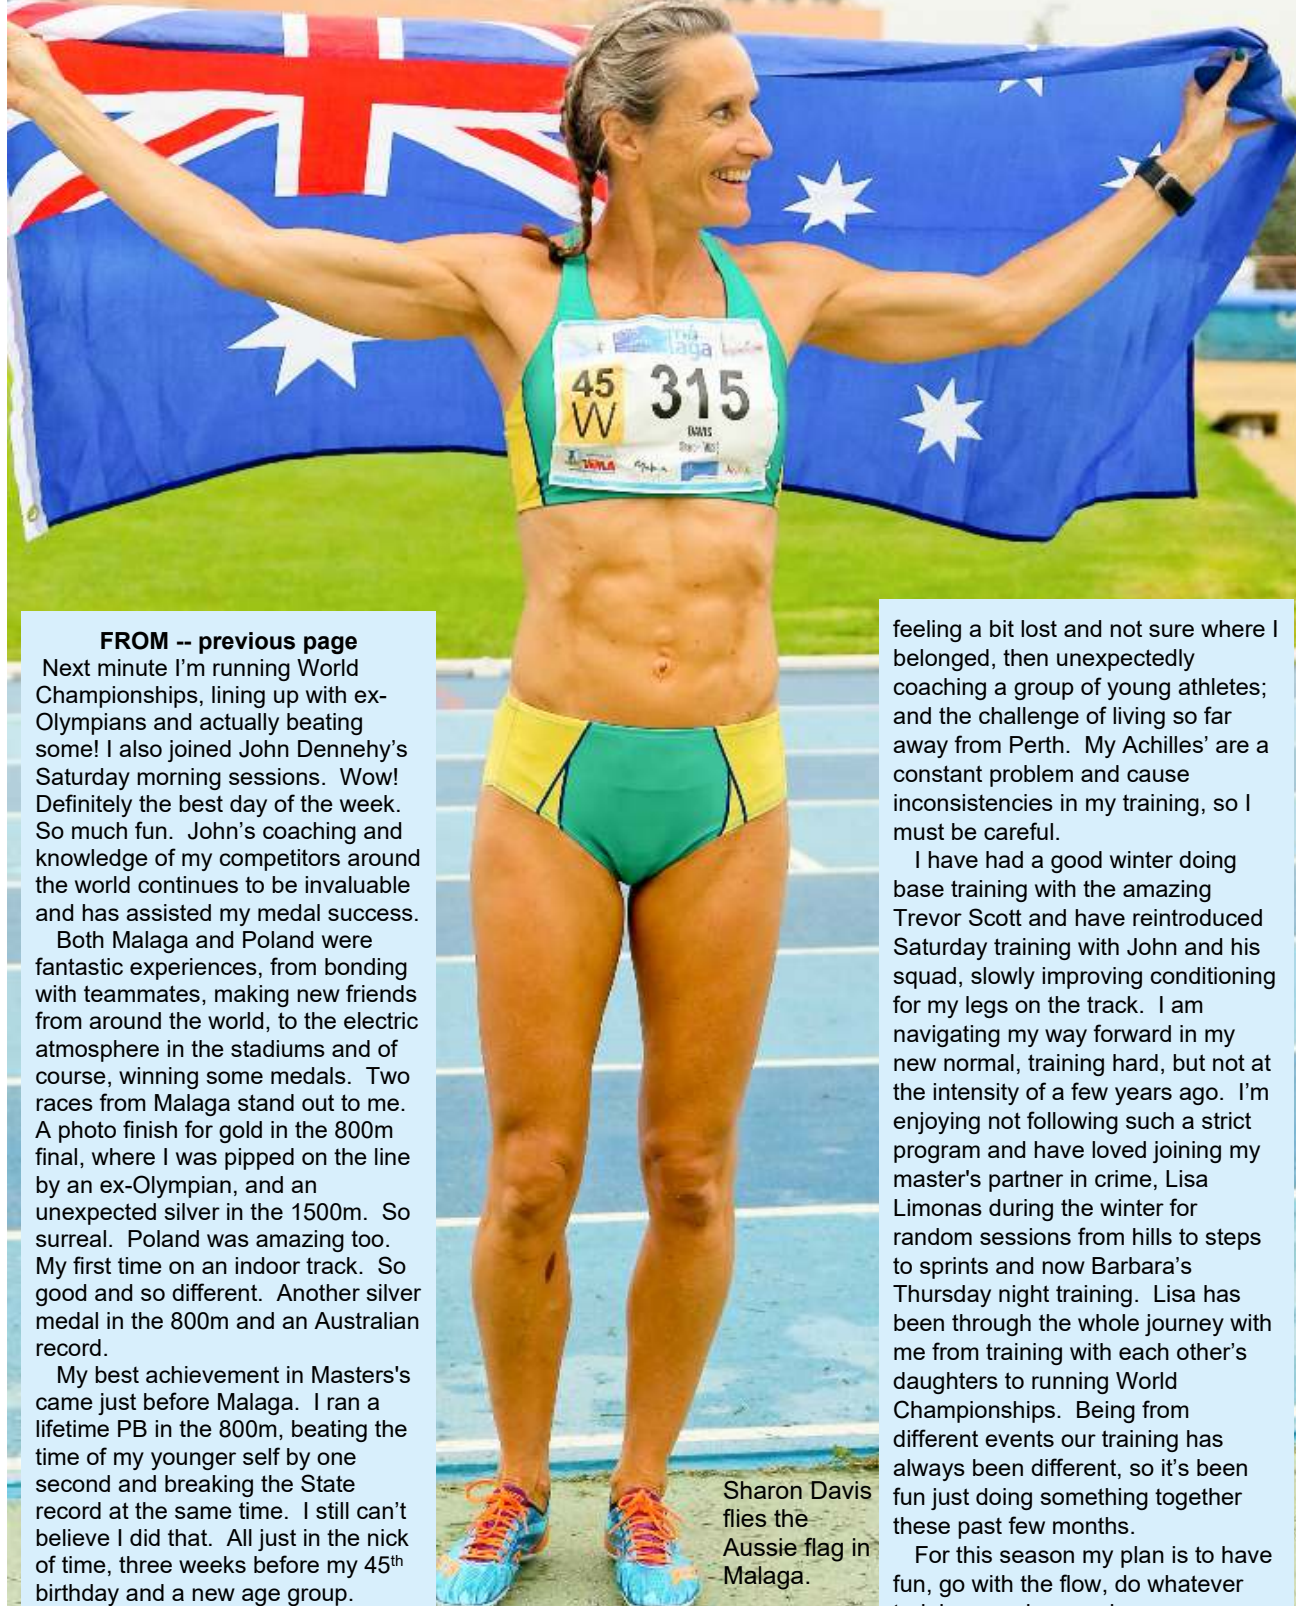 aga
45
W
315
DAVIS
FROM -- previous page
Next minute I’m running World
Championships, lining up with ex-
Olympians and actually beating
some! I also joined John Dennehy’s
Saturday morning sessions.  Wow!
Definitely the best day of the week.
So much fun.  John’s coaching and
knowledge of my competitors around
the world continues to be invaluable
and has assisted my medal success.
Both Malaga and Poland were
fantastic experiences, from bonding
with teammates, making new friends
from around the world, to the electric
atmosphere in the stadiums and of
course, winning some medals.  Two
races from Malaga stand out to me.
A photo finish for gold in the 800m
final, where I was pipped on the line
by an ex-Olympian, and an
unexpected silver in the 1500m.  So
surreal.  Poland was amazing too.
My first time on an indoor track.  So
good and so different.  Another silver
medal in the 800m and an Australian
record.
My best achievement in Masters's
came just before Malaga.  I ran a
lifetime PB in the 800m, beating the
time of my younger self by one
second and breaking the State
record at the same time.  I still can’t
believe I did that.  All just in the nick
of time, three weeks before my 45th
birthday and a new age group.
Sharon Davis
flies the
Aussie flag in
Malaga.
feeling a bit lost and not sure where I
belonged, then unexpectedly
coaching a group of young athletes;
and the challenge of living so far
away from Perth.  My Achilles’ are a
constant problem and cause
inconsistencies in my training, so I
must be careful.
I have had a good winter doing
base training with the amazing
Trevor Scott and have reintroduced
Saturday training with John and his
squad, slowly improving conditioning
for my legs on the track.  I am
navigating my way forward in my
new normal, training hard, but not at
the intensity of a few years ago.  I’m
enjoying not following such a strict
program and have loved joining my
master's partner in crime, Lisa
Limonas during the winter for
random sessions from hills to steps
to sprints and now Barbara’s
Thursday night training.  Lisa has
been through the whole journey with
me from training with each other’s
daughters to running World
Championships.  Being from
different events our training has
always been different, so it’s been
fun just doing something together
these past few months.
For this season my plan is to have
fun, go with the flow, do whatever